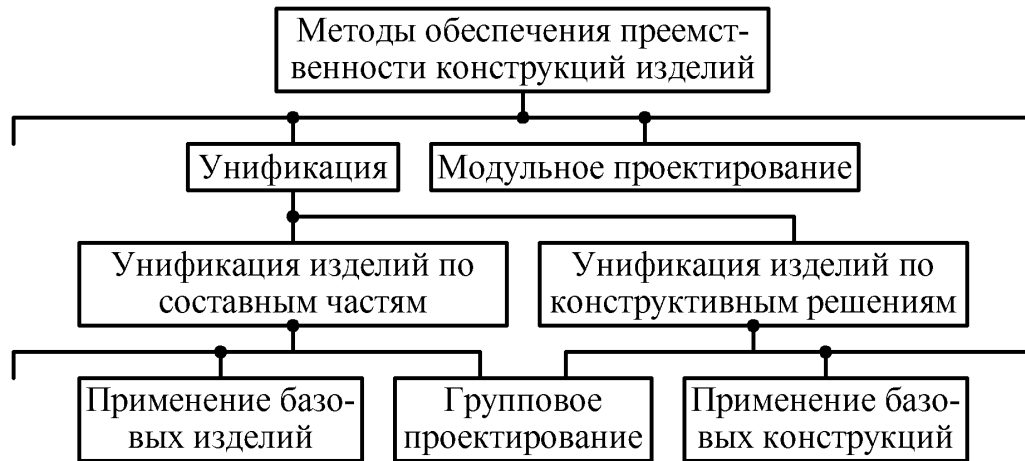 Методы обеспечения преемст-
венности конструкций изделий
Унификация
Модульное проектирование
Унификация изделий по
составным частям
Унификация изделий по
конструктивным решениям
Применение базо-
вых изделий
Групповое
проектирование
Применение базо-
вых конструкций